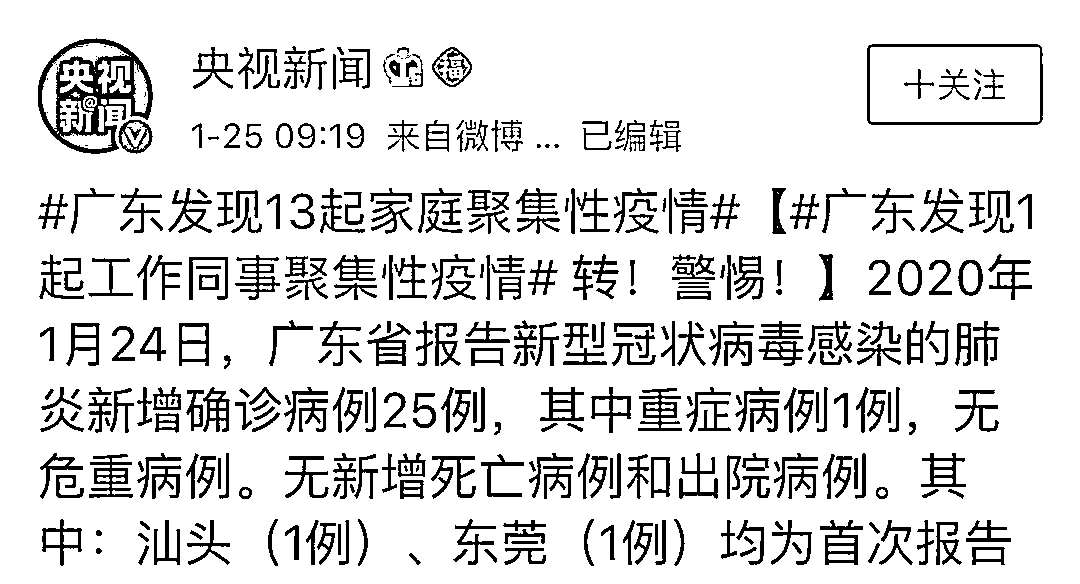 央视新闻 福
央视
新@闻
+关注
1-25 09:19 来自微博 ... 已编辑
#广东发现13起家庭聚集性疫情#【#广东发现1
起工作同事聚集性疫情# 转！警惕！】2020年
1月24日，广东省报告新型冠状病毒感染的肺
炎新增确诊病例25例，其中重症病例1例，无
危重病例。无新增死亡病例和出院病例。其
中：汕头（1例）、东莞（1例）均为首次报告